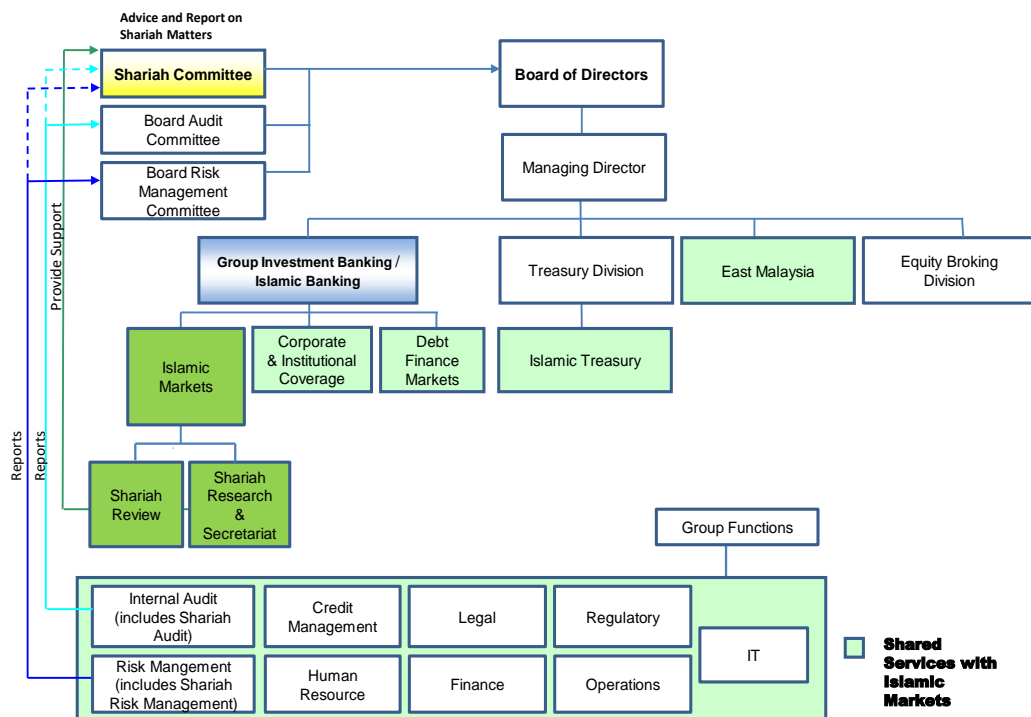 Advice and Report on
Shariah Matters
Shariah Committee
Board of Directors
Board Audit
Committee
Board Risk
Management
Committee
Managing Director
Provide Support
Group Investment Banking /
Islamic Banking
Treasury Division
East Malaysia
Equity Broking
Division
Islamic
Markets
Corporate
& Institutional
Coverage
Debt
Finance
Markets
Islamic Treasury
Reports
Reports
Shariah
Review
Shariah
Research
&
Secretariat
Group Functions
Internal Audit
(includes Shariah
Audit)
Credit
Management
Legal
Regulatory
IT
Risk Mangement
(includes Shariah
Risk Management)
Human
Resource
Finance
Operations
Shared
Services with
Islamic
Markets